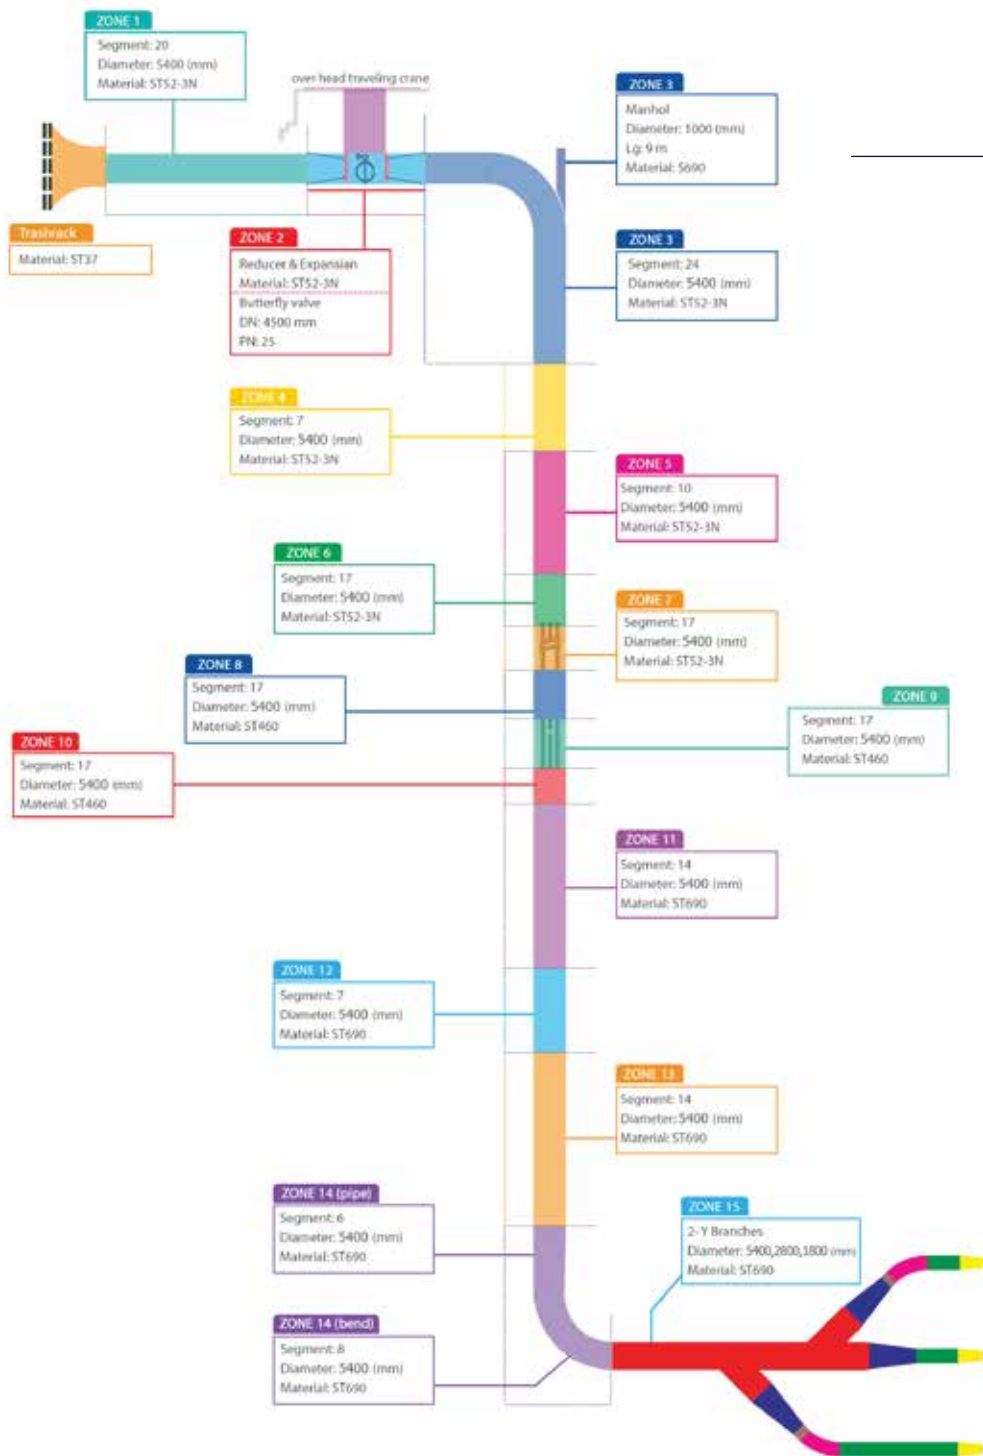 ZONE 1
Segment: 20
Diameter: 5400 (mm)
Material: ST52-3N
over head traveling crane
ZONE 3
Manhol
Diameter: 1000 (mm)
Lg: 9 m
Material: S690
Trashrack
Material: ST37
ZONE 2
Reducer & Expansian
Material: ST52-3N
Butterfly valve
DN: 4500 mm
PN: 25
ZONE 3
Segment: 24
Diameter: 5400 (mm)
Material: ST52-3N
ZONE 4
Segment: 7
Diameter: 5400 (mm)
Material: ST52-3N
ZONE 5
Segment: 10
Diameter: 5400 (mm)
Material: ST52-3N
ZONE 6
Segment: 17
Diameter: 5400 (mm)
Material: ST52-3N
ZONE 7
Segment: 17
Diameter: 5400 (mm)
Material: ST52-3N
ZONE 8
Segment: 17
Diameter: 5400 (mm)
Material: ST460
ZONE 9
Segment: 17
Diameter: 5400 (mm)
Material: ST460
ZONE 10
Segment: 17
Diameter: 5400 (mm)
Material: ST460
ZONE 11
Segment: 14
Diameter: 5400 (mm)
Material: ST690
ZONE 12
Segment: 7
Diameter: 5400 (mm)
Material: ST690
ZONE 13
Segment: 14
Diameter: 5400 (mm)
Material: ST690
ZONE 14 (pipe)
Segment: 6
Diameter: 5400 (mm)
Material: ST690
ZONE 15
2- Y Branches
Diameter: 5400,2800,1800 (mm)
Material: ST690
ZONE 14 (bend)
Segment: 8
Diameter: 5400 (mm)
Material: ST690